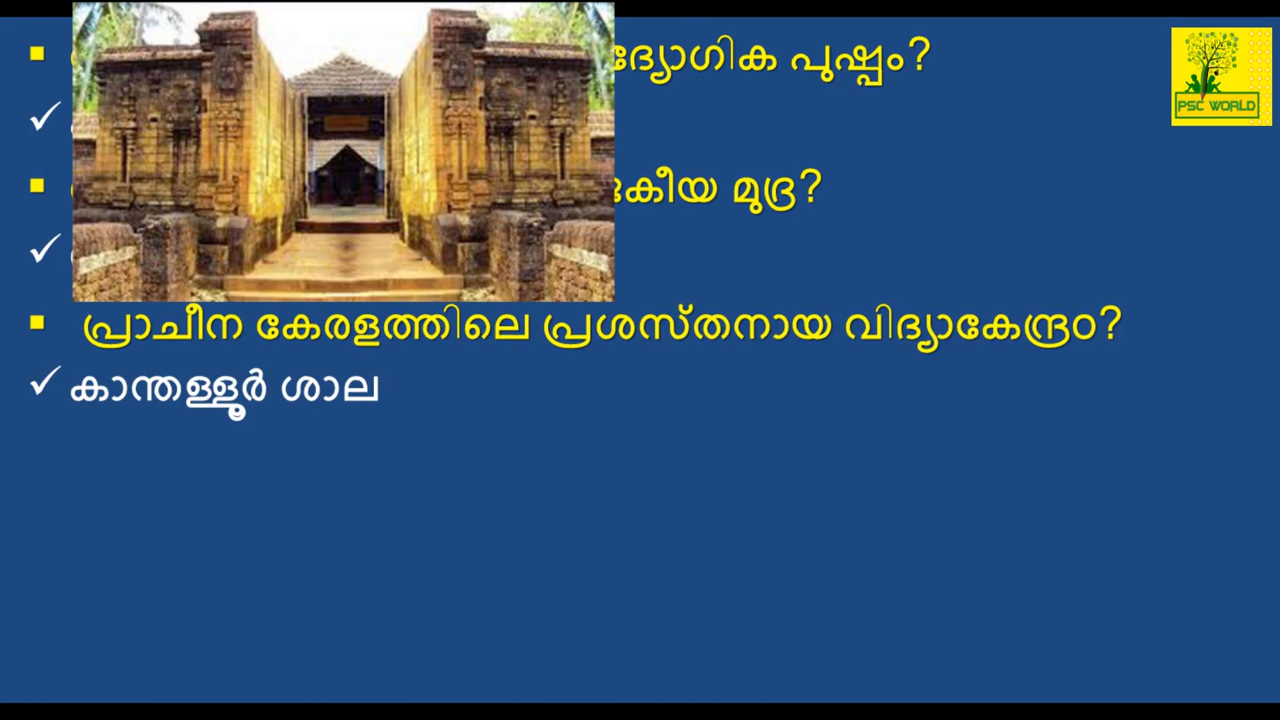 പുഷ്പം?
PSC WORLD
മുദ്ര?
പ്രാചീന കേരളത്തിലെ പ്രശസ്തനായ വിദ്യാകേന്ദ്രം?
കാന്തള്ളൂർ ശാല